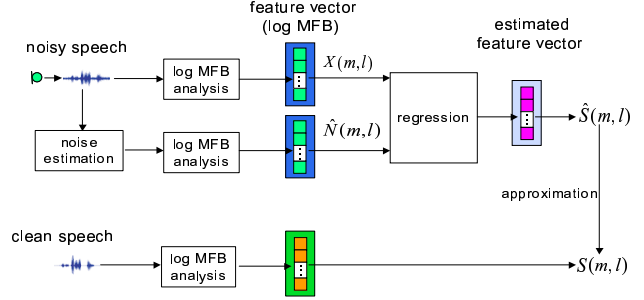 feature vector
(log MFB)
estimated
feature vector
noisy speech
log MFB
analysis
X(m,l)
regression
Ŝ(m,l)
noise
estimation
log MFB
analysis
N̂(m,l)
approximation
clean speech
log MFB
analysis
S(m,l)